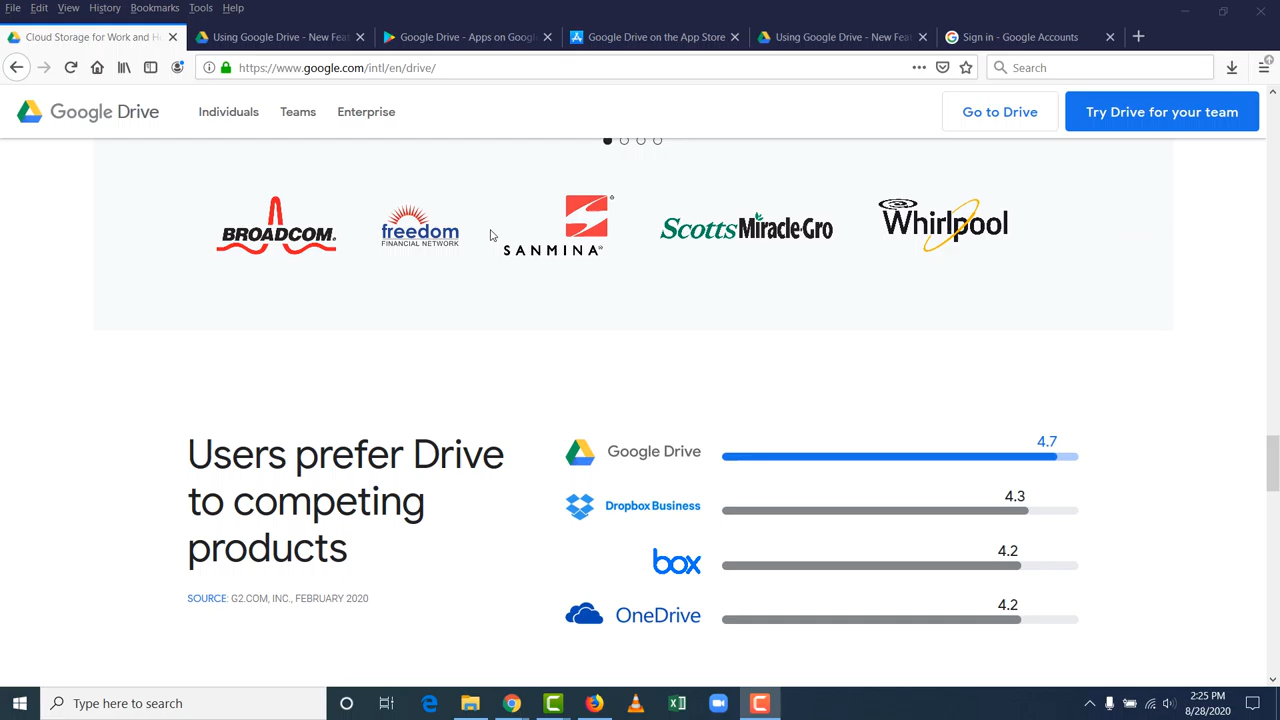 File Edit View History Bookmarks Tools Help
Cloud Storage for Work and H
Using Google Drive - New Feat
Google Drive - Apps on Google
Google Drive on the App Store
Using Google Drive - New Feat
Sign in - Google Accounts
https://www.google.com/intl/en/drive/
Search
Google Drive
Individuals
Teams
Enterprise
Go to Drive
Try Drive for your team
BROADCOM.
freedom
FINANCIAL NETWORK
SANMINA
Scotts Miracle-Gro
Whirlpool
Users prefer Drive
to competing
products
SOURCE: G2.COM, INC., FEBRUARY 2020
Google Drive 4.7
Dropbox Business 4.3
box 4.2
OneDrive 4.2
Type here to search
2:25 PM
8/28/2020